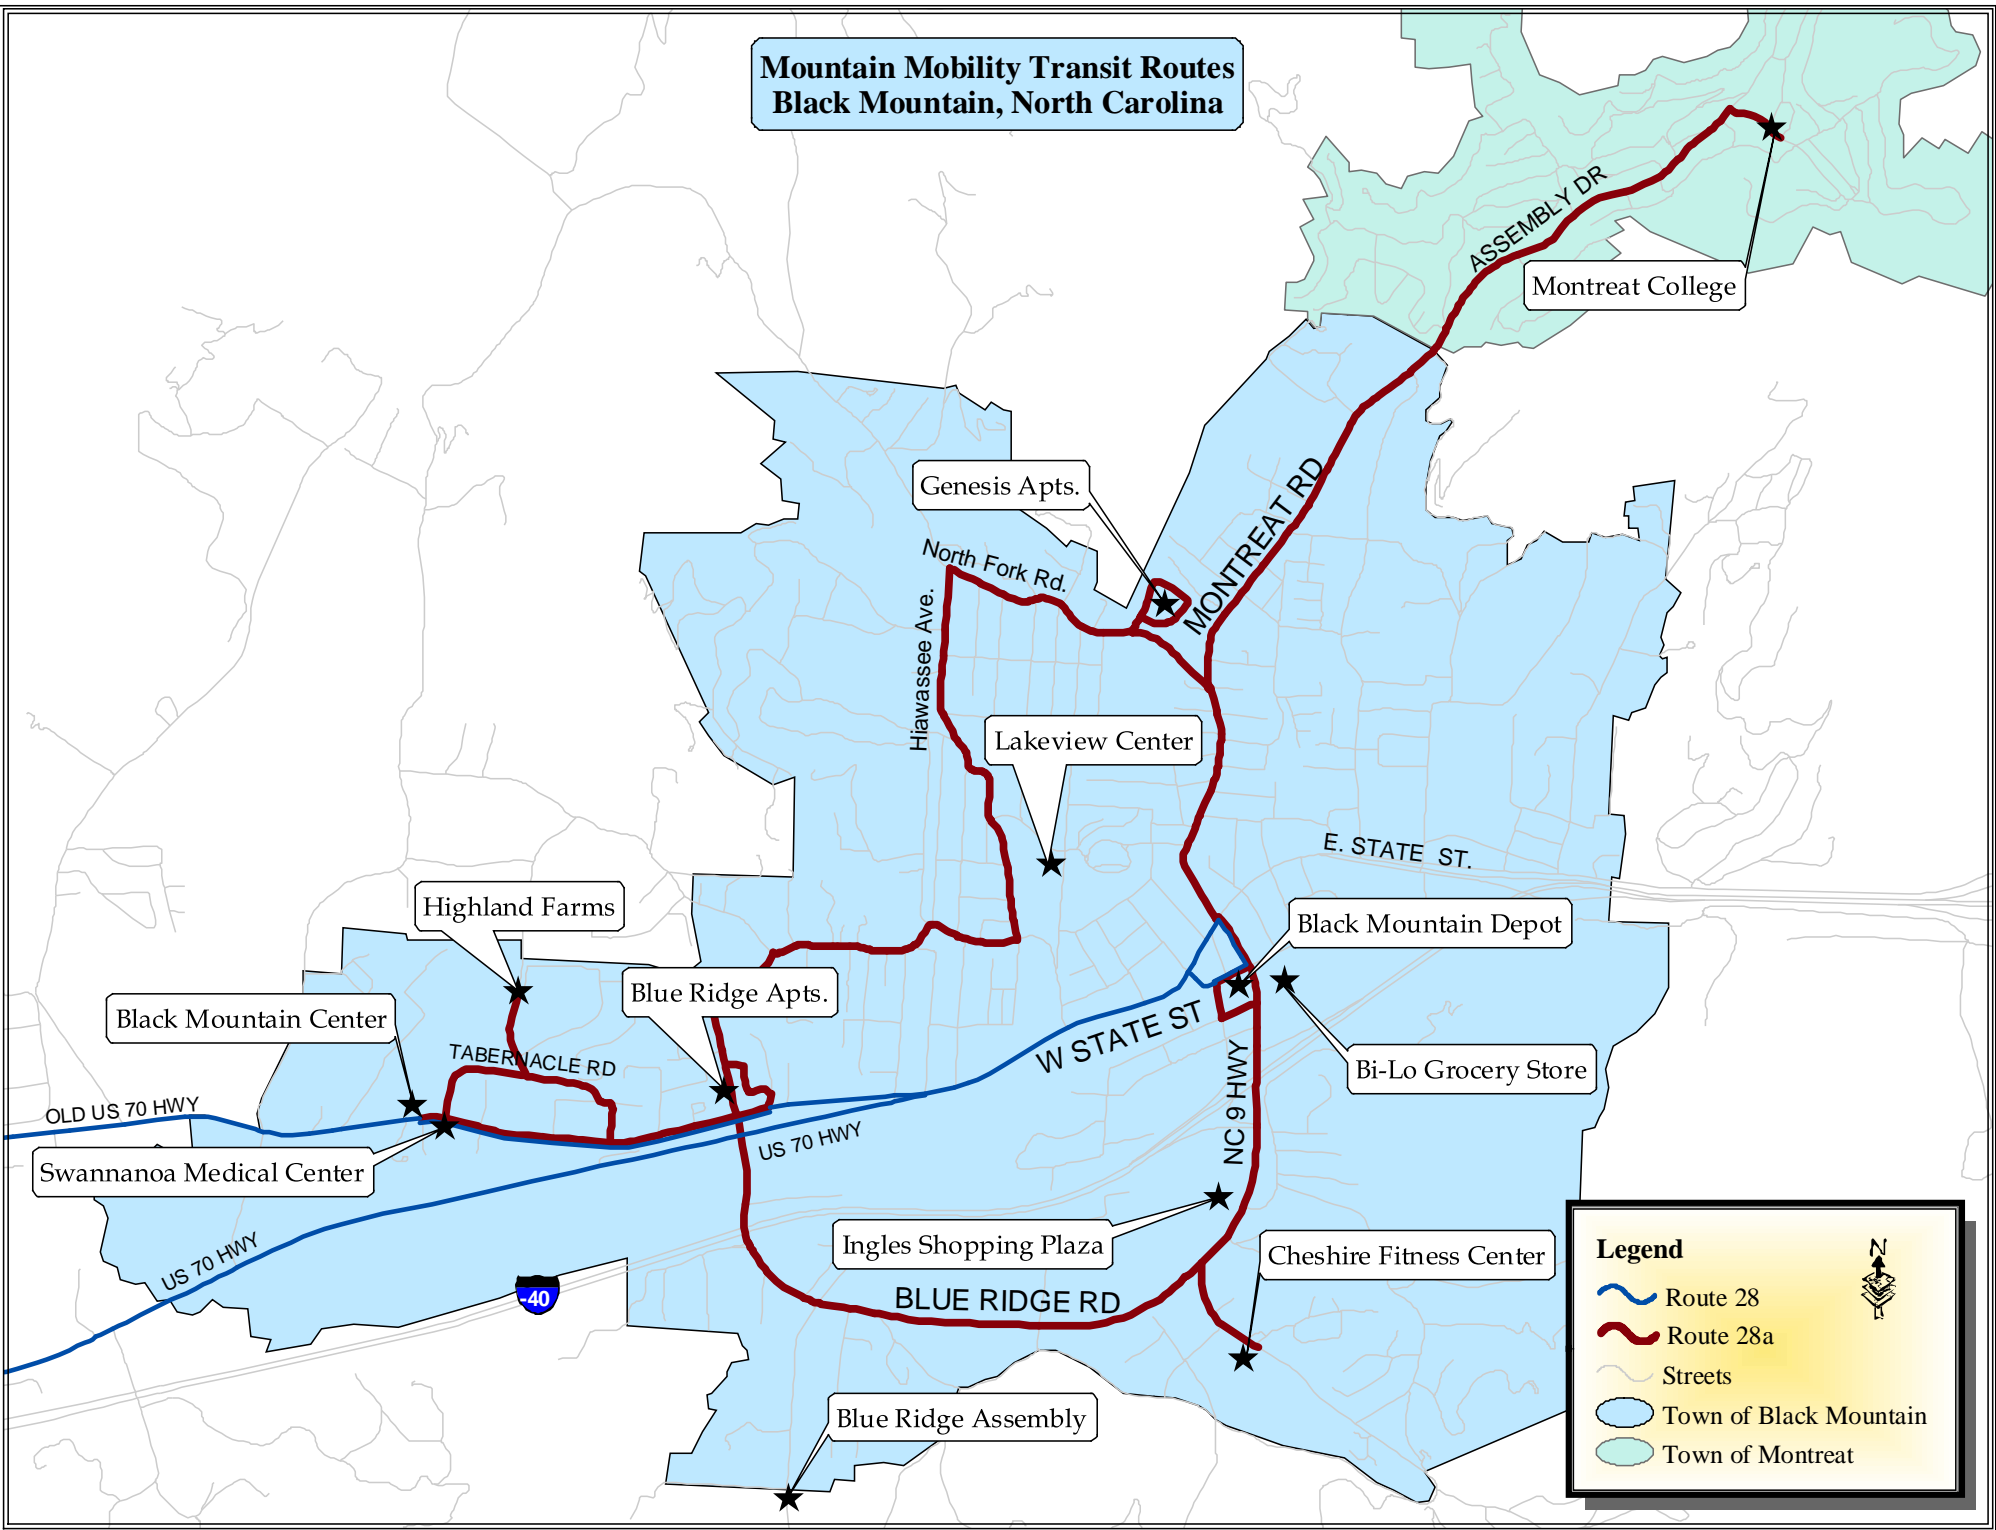 Mountain Mobility Transit Routes
Black Mountain, North Carolina
ASSEMBLY DR
Montreat College
Genesis Apts.
MONTREAT RD
North Fork Rd.
Hiawassee Ave.
Lakeview Center
E. STATE ST.
Highland Farms
Black Mountain Depot
Blue Ridge Apts.
Black Mountain Center
W STATE ST
TABERNACLE RD
Bi-Lo Grocery Store
OLD US 70 HWY
NC 9 HWY
US 70 HWY
Swannanoa Medical Center
Ingles Shopping Plaza
Cheshire Fitness Center
US 70 HWY
-40
BLUE RIDGE RD
Blue Ridge Assembly
Legend
N
Route 28
Route 28a
Streets
Town of Black Mountain
Town of Montreat